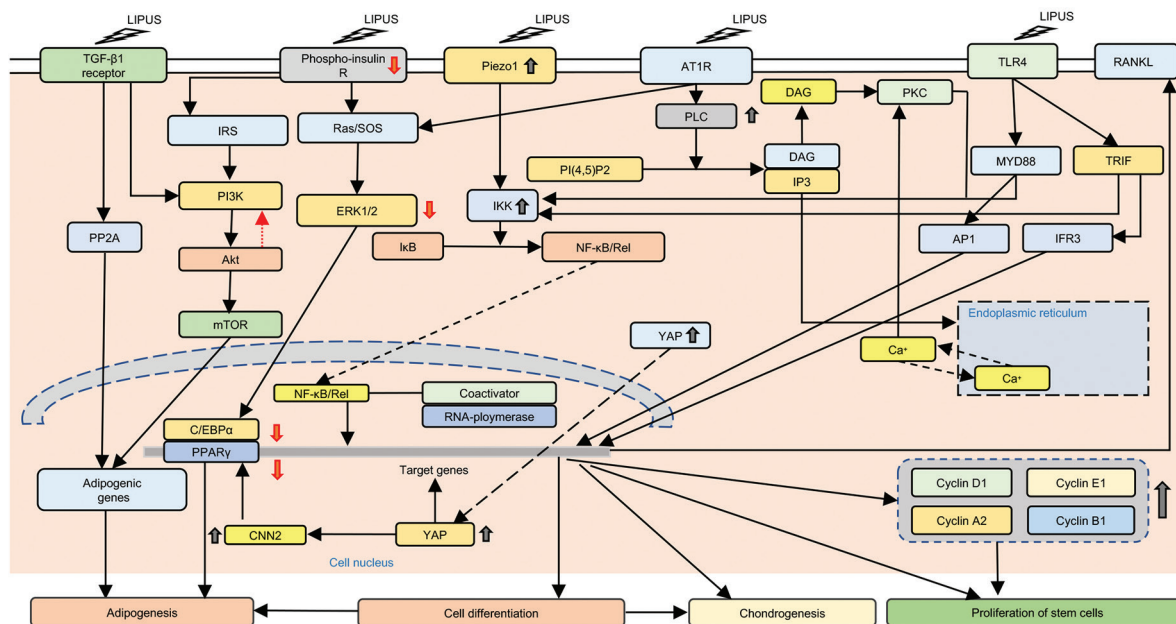 LIPUS
LIPUS
LIPUS
LIPUS
LIPUS
TGF-β1
receptor
Phospho-insulin
R
Piezo1
AT1R
TLR4
RANKL
DAG
PKC
PLC
IRS
Ras/SOS
DAG
IP3
PI(4,5)P2
MYD88
TRIF
PI3K
ERK1/2
IKK
PP2A
Akt
IκB
NF-κB/Rel
AP1
IFR3
mTOR
YAP
Endoplasmic reticulum
Ca⁺
Ca⁺
NF-κB/Rel
Coactivator
RNA-ploymerase
C/EBPα
PPARγ
Target genes
Adipogenic
genes
Cyclin D1
Cyclin E1
Cyclin A2
Cyclin B1
CNN2
YAP
Cell nucleus
Adipogenesis
Cell differentiation
Chondrogenesis
Proliferation of stem cells